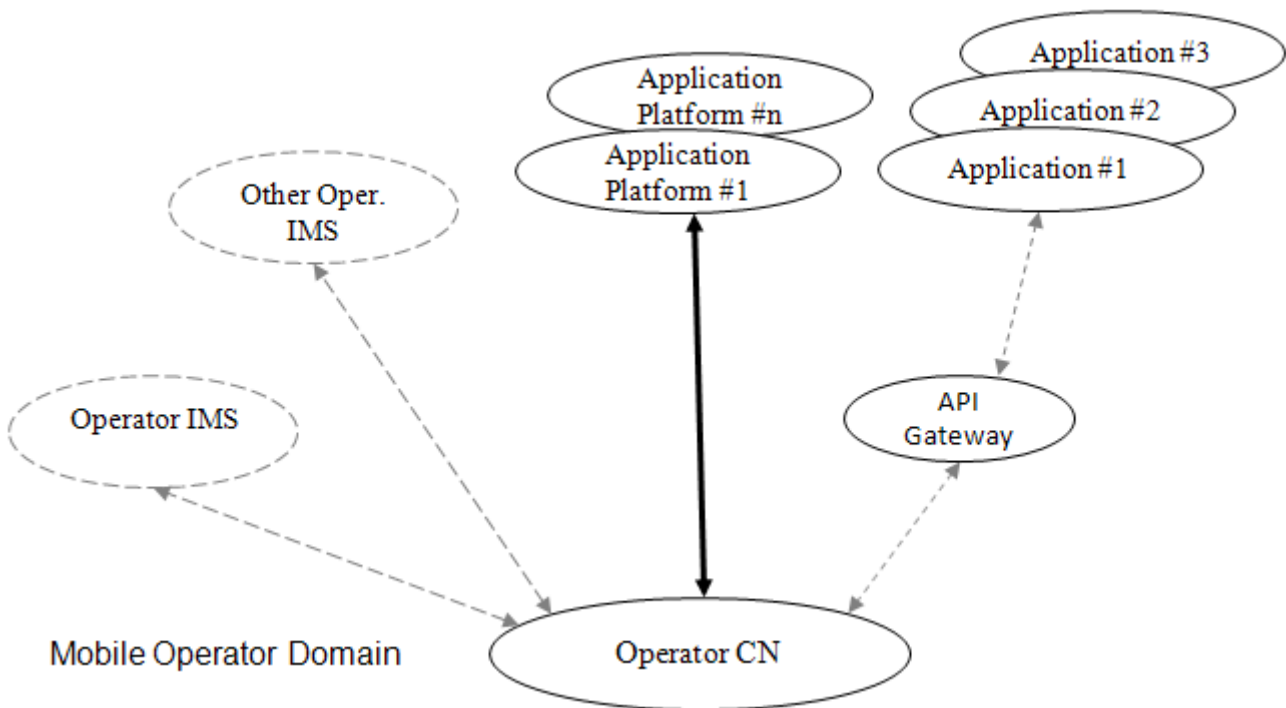 Application #3
Application
Platform #n
Application #2
Application
Platform #1
Application #1
Other Oper.
IMS
Operator IMS
API
Gateway
Mobile Operator Domain
Operator CN